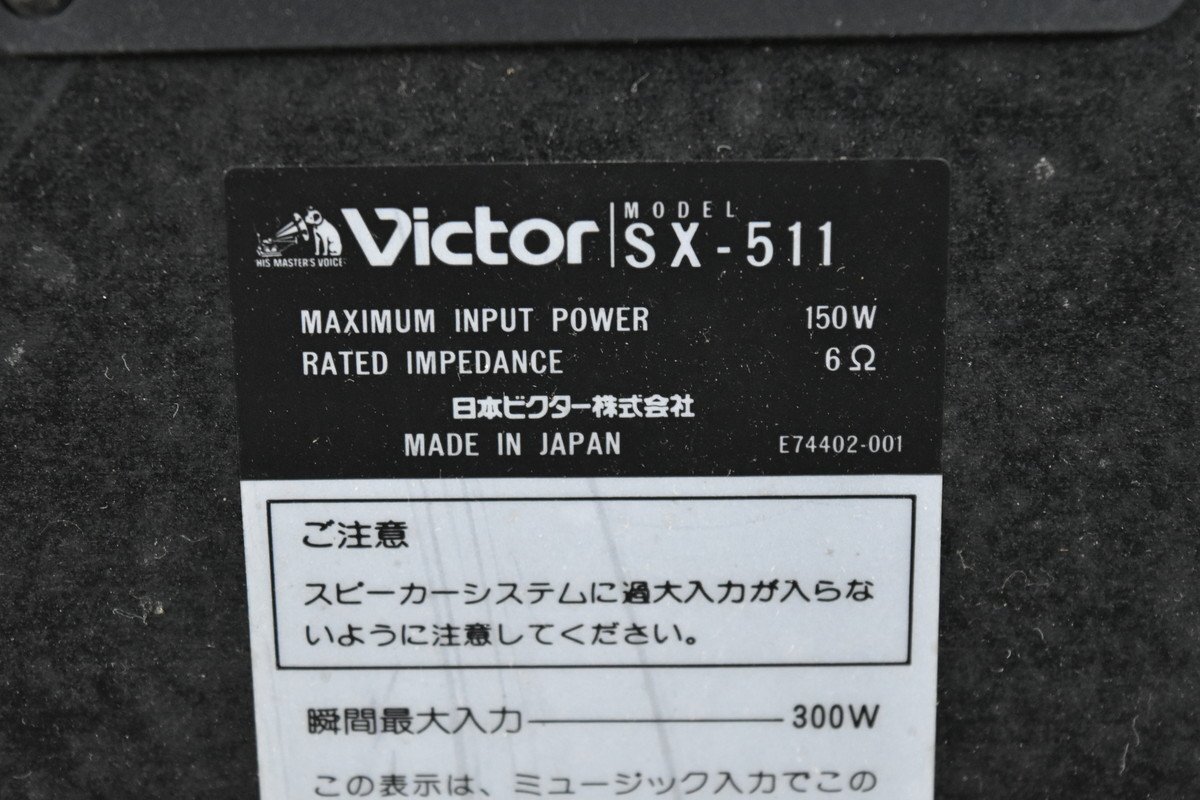 HIS MASTER'S VOICE
Victor
MODEL
SX-511
MAXIMUM INPUT POWER 150W
RATED IMPEDANCE 6Ω
日本ビクター株式会社
MADE IN JAPAN E74402-001
ご注意
スピーカーシステムに過大入力が入らな
いように注意してください。
瞬間最大入力 300W
この表示は、ミュージック入力でこの